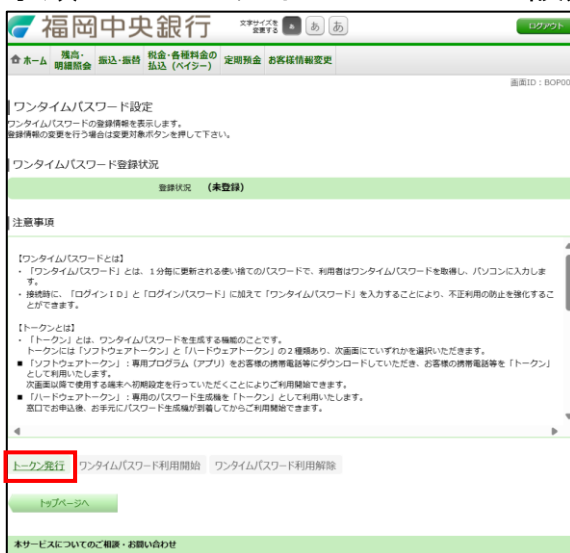 福岡中央銀行
文字サイズを変更する あ あ あ
ログアウト
ホーム 残高・明細照会 振込・振替 税金・各種料金の払込（ペイジー） 定期預金 お客様情報変更
画面ID：BOP00
ワンタイムパスワード設定
ワンタイムパスワードの登録情報を表示します。
登録情報の変更を行う場合は変更対象ボタンを押して下さい。
ワンタイムパスワード登録状況
登録状況 （未登録）
注意事項
【ワンタイムパスワードとは】
・「ワンタイムパスワード」とは、１分毎に更新される使い捨てのパスワードで、利用者はワンタイムパスワードを取得し、パソコンに入力しま
す。
・接続時に、「ログインＩＤ」と「ログインパスワード」に加えて「ワンタイムパスワード」を入力することにより、不正利用の防止を強化するこ
とができます。
【トークンとは】
・「トークン」とは、ワンタイムパスワードを生成する機能のことです。
トークンには「ソフトウェアトークン」と「ハードウェアトークン」の２種類あり、次画面にていずれかを選択いただきます。
■ 「ソフトウェアトークン」：専用プログラム（アプリ）をお客様の携帯電話等にダウンロードしていただき、お客様の携帯電話等を「トークン」
として利用いたします。
次画面以降で使用する端末へ初期設定を行っていただくことによりご利用開始できます。
■ 「ハードウェアトークン」：専用のパスワード生成機を「トークン」として利用いたします。
窓口でお申込後、お手元にパスワード生成機が到着してからご利用開始できます。
トークン発行 ワンタイムパスワード利用開始 ワンタイムパスワード利用解除
トップページへ
本サービスについてのご相談・お問い合わせ